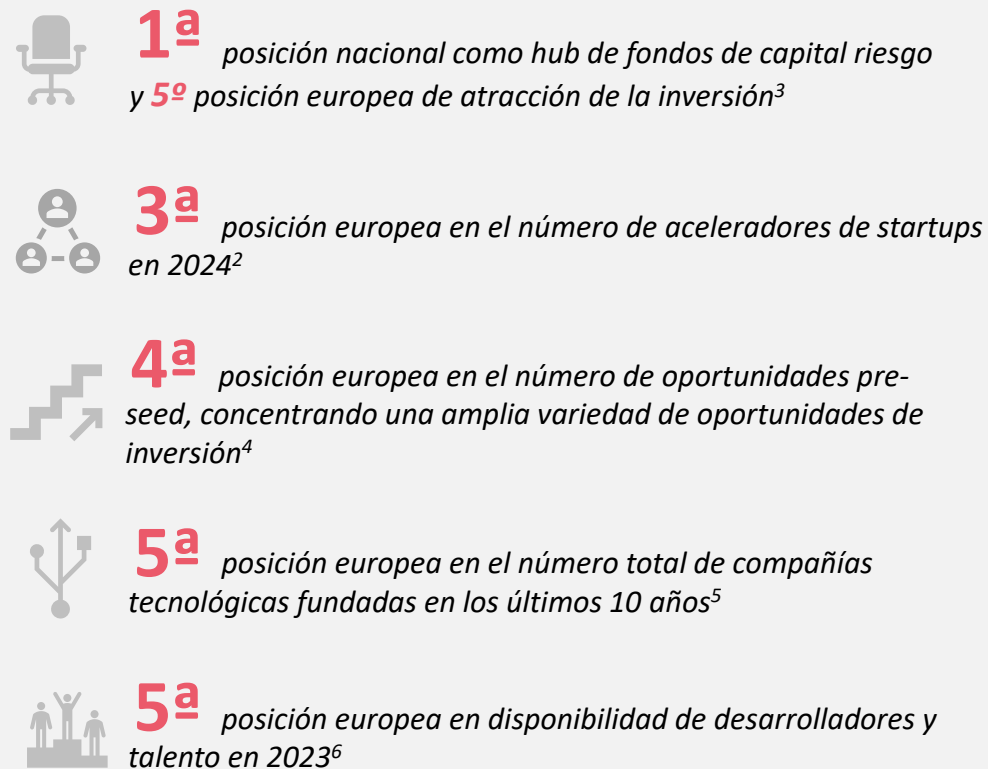 1ª posición nacional como hub de fondos de capital riesgo
y 5º posición europea de atracción de la inversión³
3ª posición europea en el número de aceleradores de startups
en 2024²
4ª posición europea en el número de oportunidades pre-
seed, concentrando una amplia variedad de oportunidades de
inversión⁴
5ª posición europea en el número total de compañías
tecnológicas fundadas en los últimos 10 años⁵
5ª posición europea en disponibilidad de desarrolladores y
talento en 2023⁶